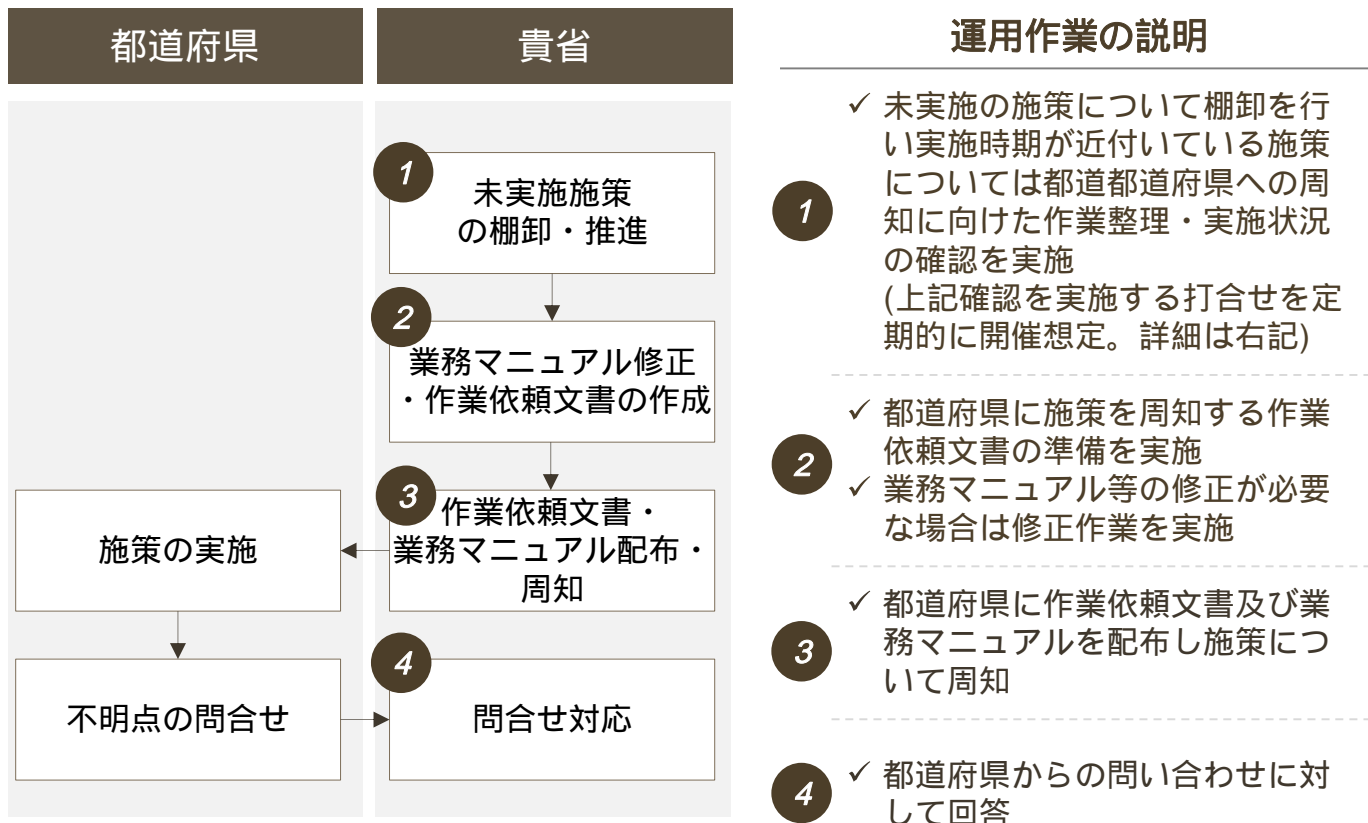 都道府県
貴省
1
未実施施策
の棚卸・推進
2
業務マニュアル修正
・作業依頼文書の作成
3
作業依頼文書・
業務マニュアル配布・
周知
施策の実施
4
不明点の問合せ
問合せ対応
運用作業の説明
1
✓ 未実施の施策について棚卸を行
い実施時期が近付いている施策
については都道都道府県への周
知に向けた作業整理・実施状況
の確認を実施
(上記確認を実施する打合せを定
期的に開催想定。詳細は右記)
2
✓ 都道府県に施策を周知する作業
依頼文書の準備を実施
✓ 業務マニュアル等の修正が必要
な場合は修正作業を実施
3
✓ 都道府県に作業依頼文書及び業
務マニュアルを配布し施策につ
いて周知
4
✓ 都道府県からの問い合わせに対
して回答